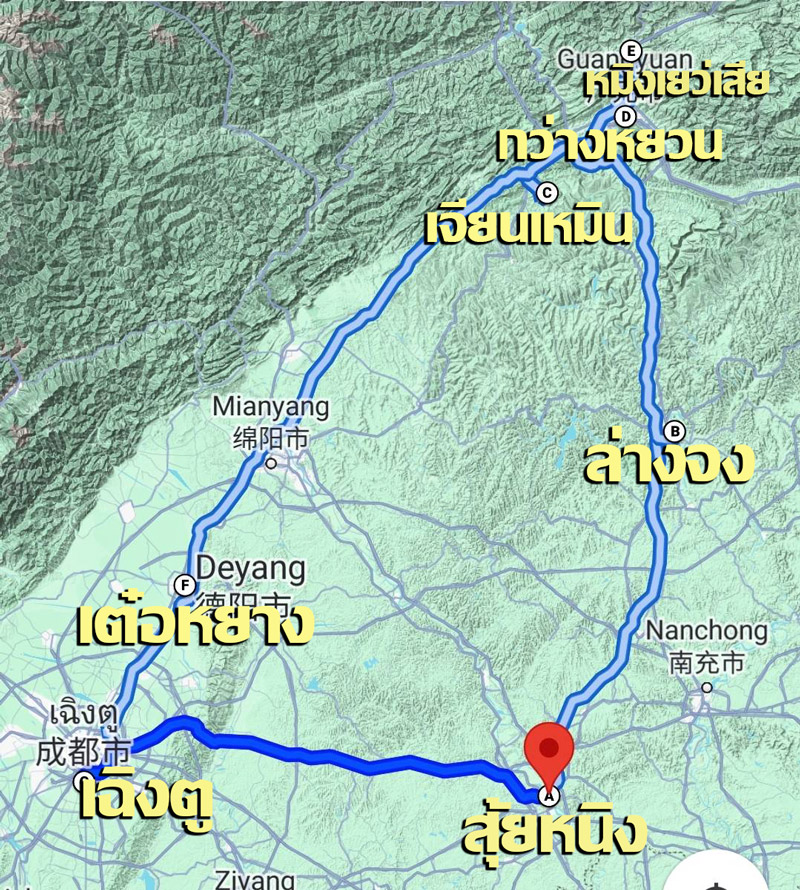 E
Guangyuan
หมิงเยว่เสีย
D
กว่างหยวน
C
เจี้ยนเหมิน
Mianyang
绵阳市
B
ล่างจง
F
Deyang
德阳市
เต๋อหยาง
Nanchong
南充市
เฉิงตู
成都市
เฉิงตู
A
สุ้ยหนิง
Ziyang